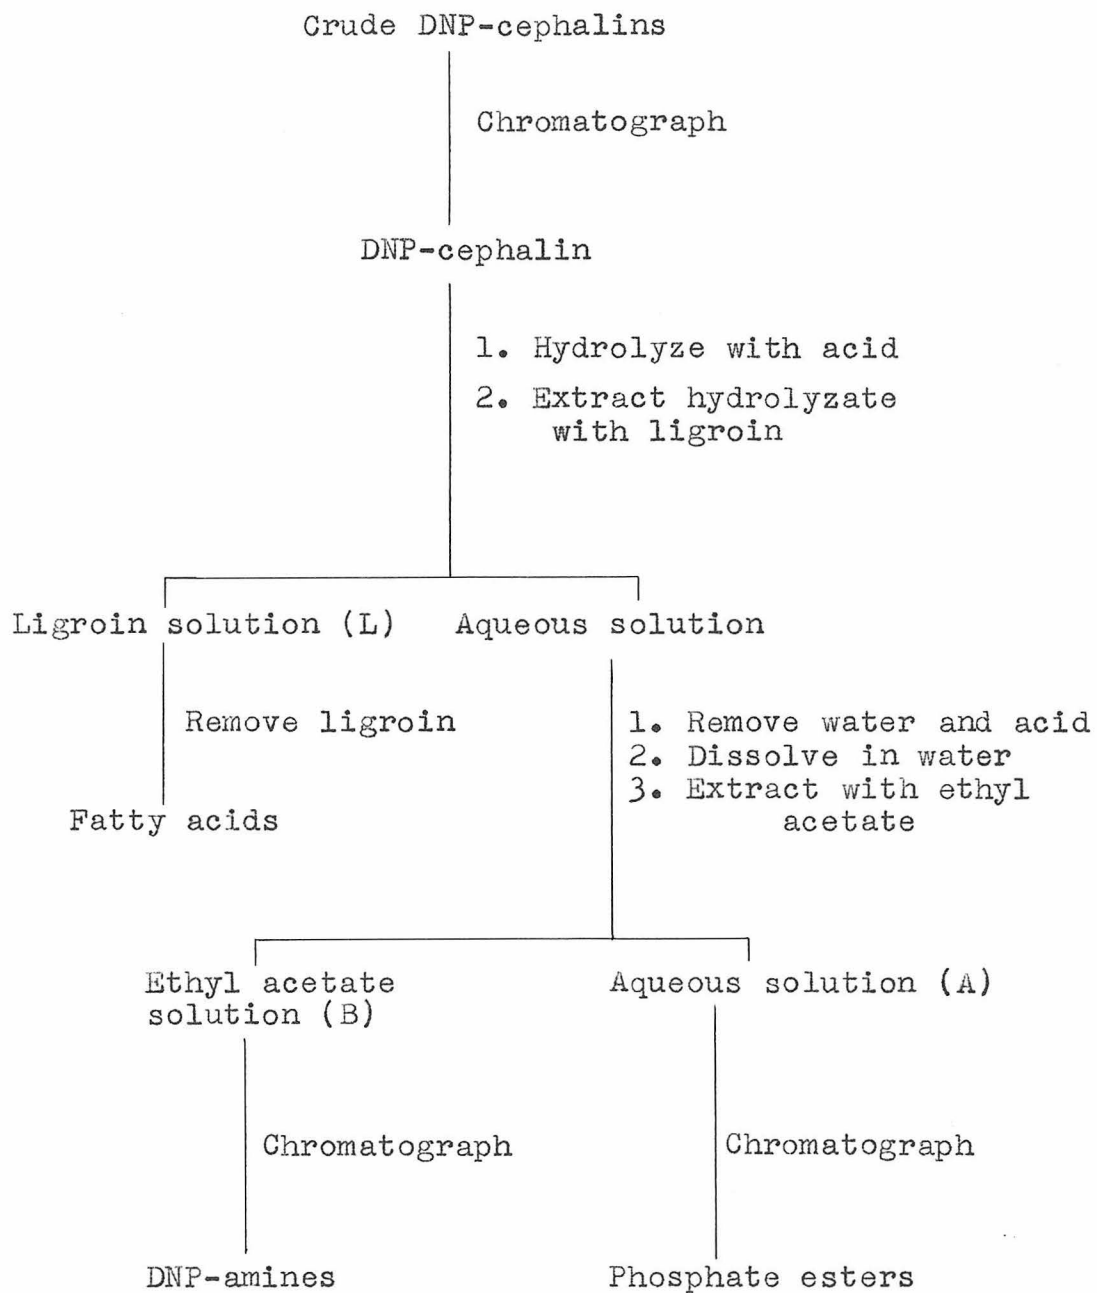 Crude DNP-cephalins
Chromatograph
DNP-cephalin
1. Hydrolyze with acid
2. Extract hydrolyzate
with ligroin
Ligroin solution (L)
Aqueous solution
Remove ligroin
1. Remove water and acid
2. Dissolve in water
3. Extract with ethyl
acetate
Fatty acids
Ethyl acetate
solution (B)
Aqueous solution (A)
Chromatograph
Chromatograph
DNP-amines
Phosphate esters